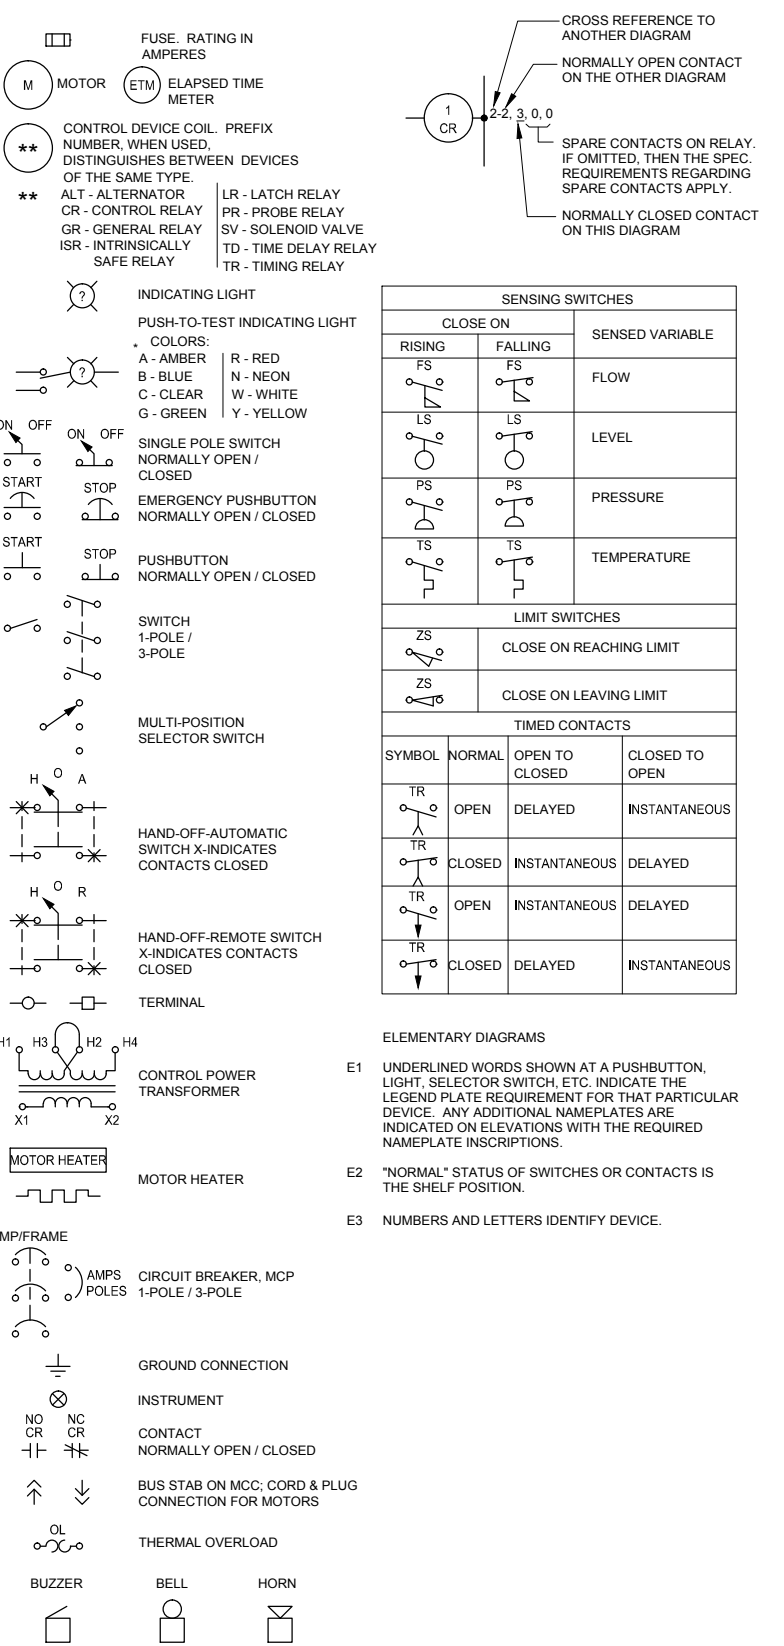 FUSE. RATING IN
AMPERES
M
MOTOR
ETM
ELAPSED TIME
METER
**
CONTROL DEVICE COIL. PREFIX
NUMBER, WHEN USED,
DISTINGUISHES BETWEEN DEVICES
OF THE SAME TYPE.
**
ALT - ALTERNATOR
CR - CONTROL RELAY
GR - GENERAL RELAY
ISR - INTRINSICALLY
SAFE RELAY
LR - LATCH RELAY
PR - PROBE RELAY
SV - SOLENOID VALVE
TD - TIME DELAY RELAY
TR - TIMING RELAY
?
INDICATING LIGHT
PUSH-TO-TEST INDICATING LIGHT
* COLORS:
?
A - AMBER
B - BLUE
C - CLEAR
G - GREEN
R - RED
N - NEON
W - WHITE
Y - YELLOW
ON OFF
ON OFF
SINGLE POLE SWITCH
NORMALLY OPEN /
CLOSED
START
STOP
EMERGENCY PUSHBUTTON
NORMALLY OPEN / CLOSED
START
STOP
PUSHBUTTON
NORMALLY OPEN / CLOSED
SWITCH
1-POLE /
3-POLE
MULTI-POSITION
SELECTOR SWITCH
H O A
HAND-OFF-AUTOMATIC
SWITCH X-INDICATES
CONTACTS CLOSED
H O R
HAND-OFF-REMOTE SWITCH
X-INDICATES CONTACTS
CLOSED
TERMINAL
H1 H3 H2 H4
X1 X2
CONTROL POWER
TRANSFORMER
MOTOR HEATER
MOTOR HEATER
MP/FRAME
AMPS
POLES
CIRCUIT BREAKER, MCP
1-POLE / 3-POLE
GROUND CONNECTION
INSTRUMENT
NO NC
CR CR
CONTACT
NORMALLY OPEN / CLOSED
BUS STAB ON MCC; CORD & PLUG
CONNECTION FOR MOTORS
OL
THERMAL OVERLOAD
BUZZER BELL HORN
CROSS REFERENCE TO
ANOTHER DIAGRAM
NORMALLY OPEN CONTACT
ON THE OTHER DIAGRAM
1
CR
2-2, 3, 0, 0
SPARE CONTACTS ON RELAY.
IF OMITTED, THEN THE SPEC.
REQUIREMENTS REGARDING
SPARE CONTACTS APPLY.
NORMALLY CLOSED CONTACT
ON THIS DIAGRAM
SENSING SWITCHES
CLOSE ON
SENSED VARIABLE
RISING FALLING
FS FS
FLOW
LS LS
LEVEL
PS PS
PRESSURE
TS TS
TEMPERATURE
LIMIT SWITCHES
ZS
CLOSE ON REACHING LIMIT
ZS
CLOSE ON LEAVING LIMIT
TIMED CONTACTS
SYMBOL NORMAL OPEN TO CLOSED TO
CLOSED OPEN
TR
OPEN DELAYED INSTANTANEOUS
TR
CLOSED INSTANTANEOUS DELAYED
TR
OPEN INSTANTANEOUS DELAYED
TR
CLOSED DELAYED INSTANTANEOUS
ELEMENTARY DIAGRAMS
E1 UNDERLINED WORDS SHOWN AT A PUSHBUTTON,
LIGHT, SELECTOR SWITCH, ETC. INDICATE THE
LEGEND PLATE REQUIREMENT FOR THAT PARTICULAR
DEVICE. ANY ADDITIONAL NAMEPLATES ARE
INDICATED ON ELEVATIONS WITH THE REQUIRED
NAMEPLATE INSCRIPTIONS.
E2 "NORMAL" STATUS OF SWITCHES OR CONTACTS IS
THE SHELF POSITION.
E3 NUMBERS AND LETTERS IDENTIFY DEVICE.